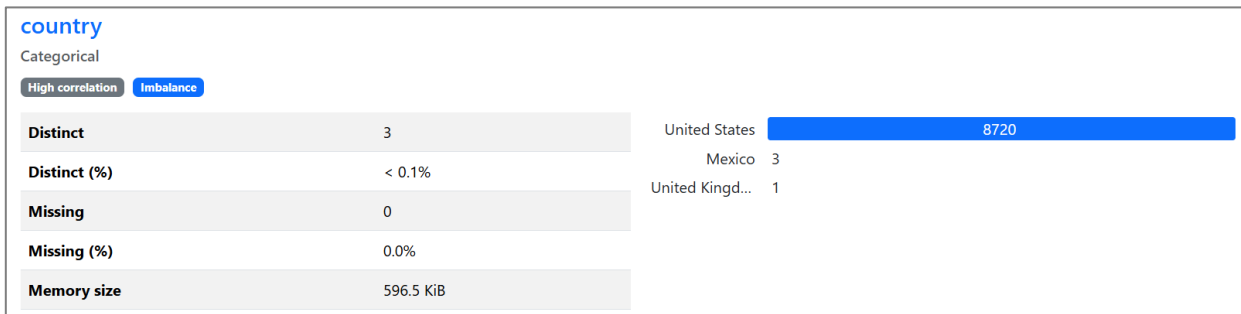 country
Categorical
High correlation Imbalance
Distinct 3
Distinct (%) < 0.1%
Missing 0
Missing (%) 0.0%
Memory size 596.5 KiB
United States 8720
Mexico 3
United Kingd... 1